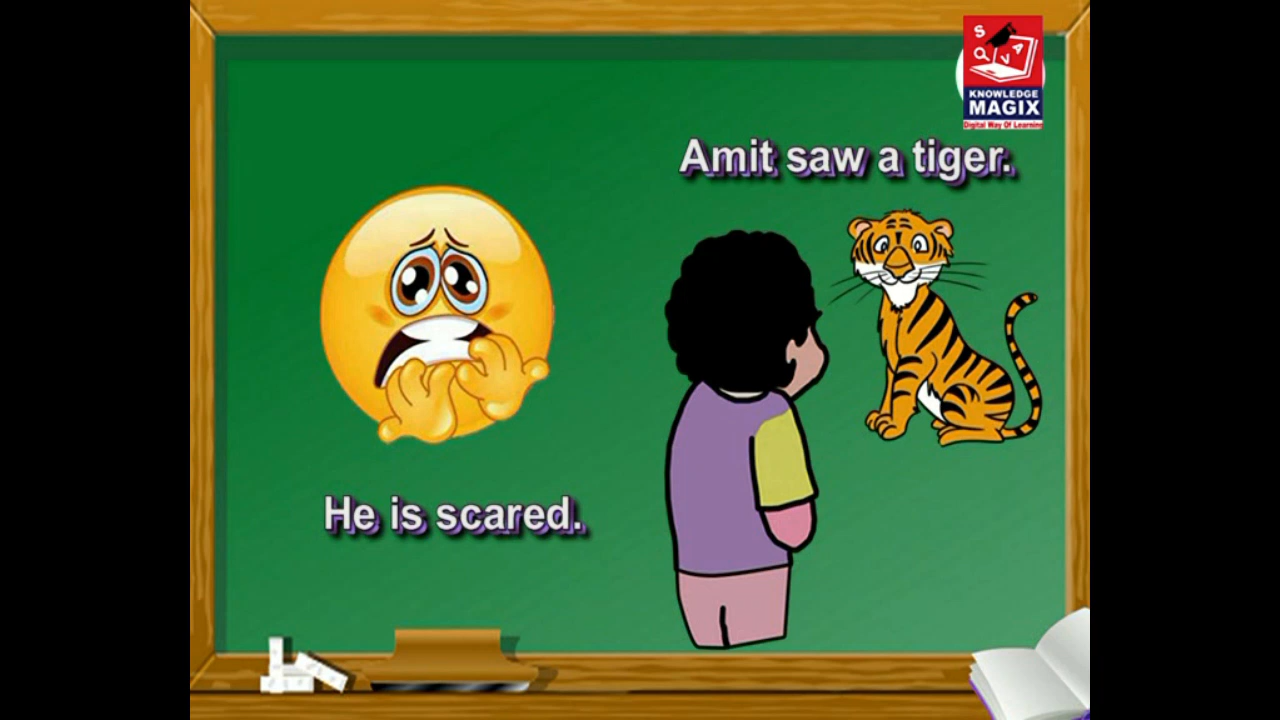 S
Q V A
KNOWLEDGE
MAGIX
Digital Way Of Learning
Amit saw a tiger.
He is scared.